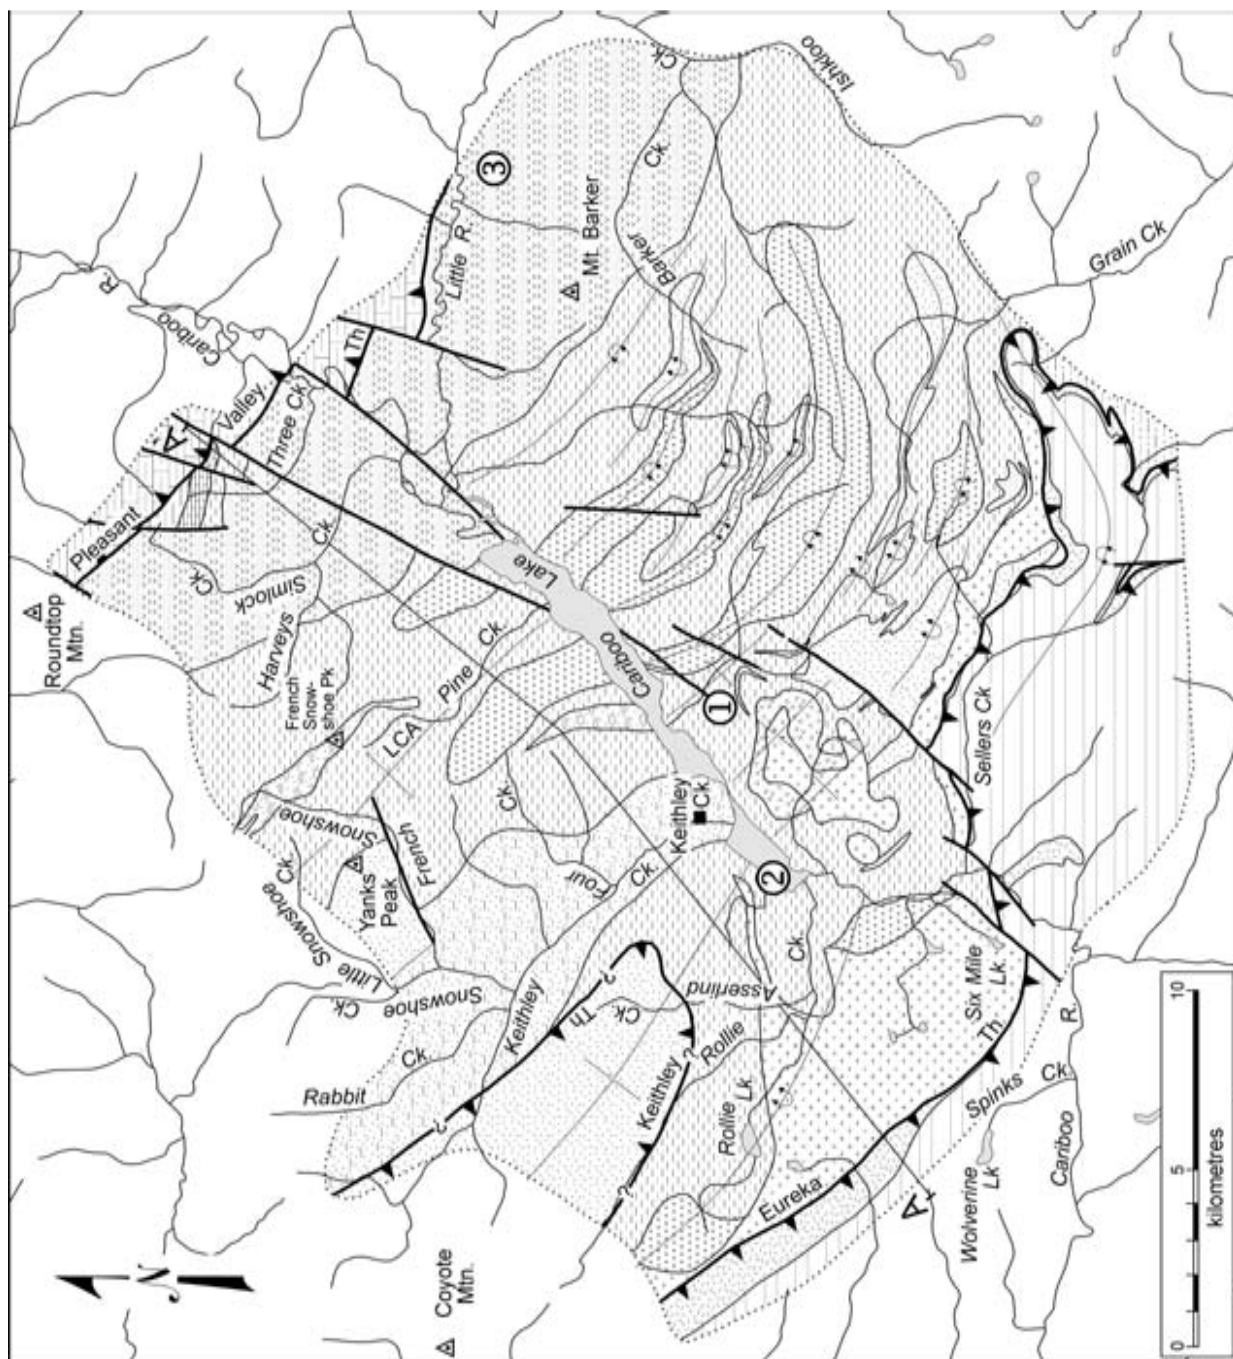 Roundtop
Mtn.
Pleasant
A'
Valley
Cariboo
R.
Three Ck
Th
Little R.
3
Mt. Barker
Barker
Ck.
Ck
Ishkloo
Grain Ck
Simlock
Ck.
Ck.
Harveys
French
Snow-
shoe Pk
LCA
Pine
Ck.
Lake
Cariboo
1
Keithley
Ck
2
Snowshoe
Ck.
Yanks
Peak
French
Four
Ck.
Ck.
Little
Snowshoe
Snowshoe
Ck.
Keithley
Rabbit
Ck.
?
Th
?
Ck.
Asserlind
Ck.
Rollie
Keithley
?
?
Rollie
Lk
Eureka
Th
A
Six Mile
Lk
Sellers Ck
Spinks
Ck.
Wolverine
Lk
Cariboo
R.
Coyote
Mtn.
N
0 5 10
kilometres